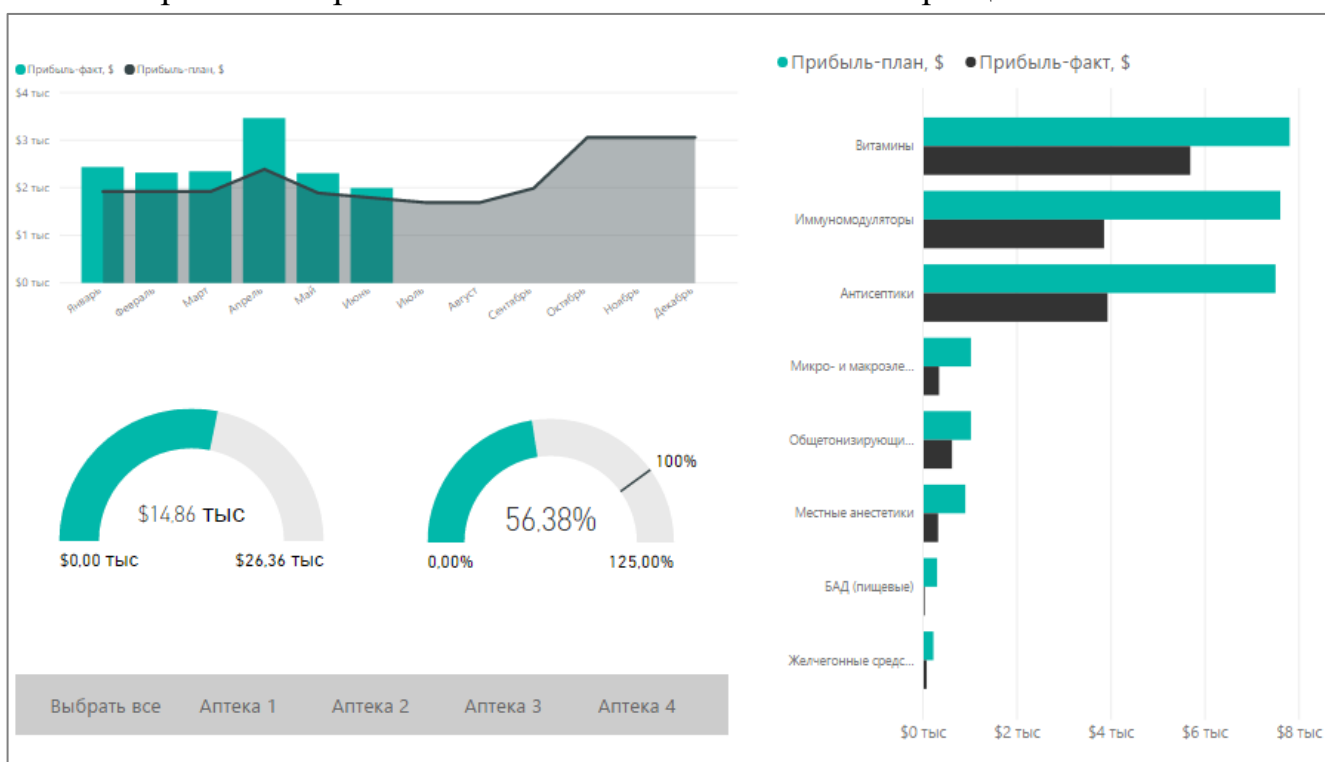 Прибыль-факт, $ Прибыль-план, $
$4 тыс
$3 тыс
$2 тыс
$1 тыс
$0 тыс
Январь Февраль Март Апрель Май Июнь Июль Август Сентябрь Октябрь Ноябрь Декабрь
$14,86 тыс
$0,00 тыс $26,36 тыс
100%
56,38%
0,00% 125,00%
Выбрать все Аптека 1 Аптека 2 Аптека 3 Аптека 4
Прибыль-план, $ Прибыль-факт, $
Витамины
Иммуномодуляторы
Антисептики
Микро- и макроэле...
Общетонизирующи...
Местные анестетики
БАД (пищевые)
Желчегонные средс...
$0 тыс $2 тыс $4 тыс $6 тыс $8 тыс